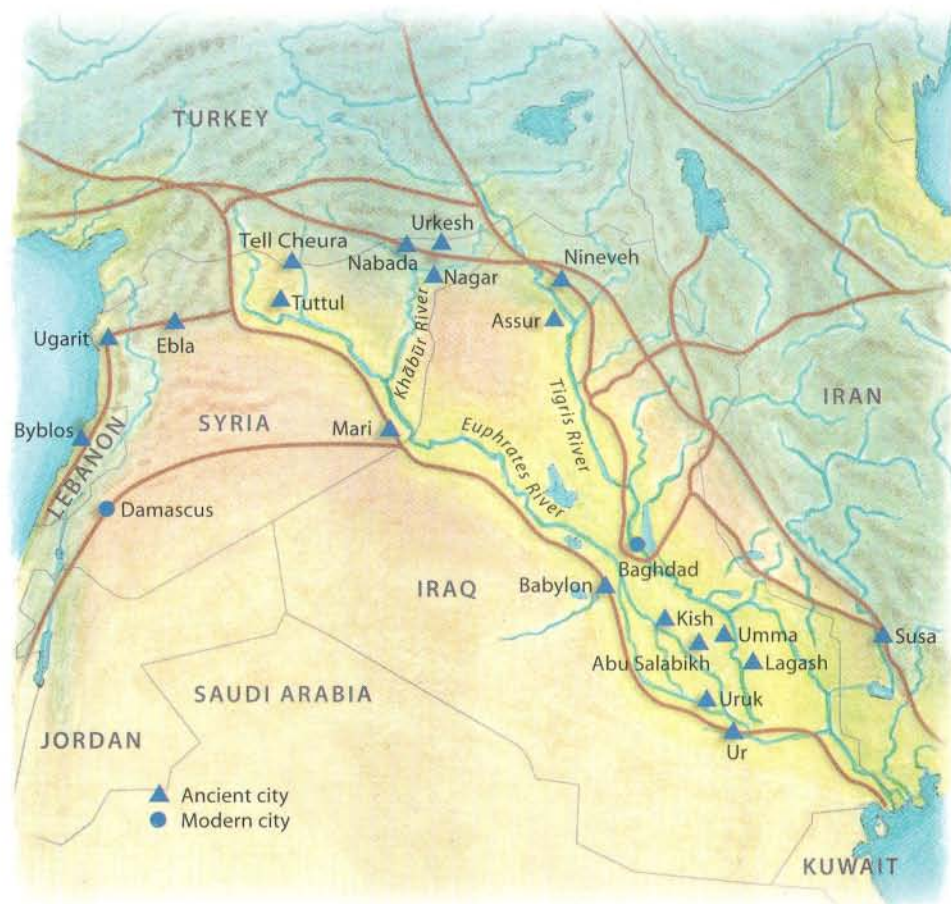 TURKEY
Urkesh
Tell Cheura
Nabada
Nagar
Nineveh
Tuttul
Khābūr River
Assur
Ugarit
Ebla
Tigris River
IRAN
SYRIA
Mari
Euphrates River
Byblos
LEBANON
Damascus
Baghdad
IRAQ
Babylon
Kish
Umma
Susa
Abu Salabikh
Lagash
SAUDI ARABIA
Uruk
JORDAN
Ur
Ancient city
Modern city
KUWAIT